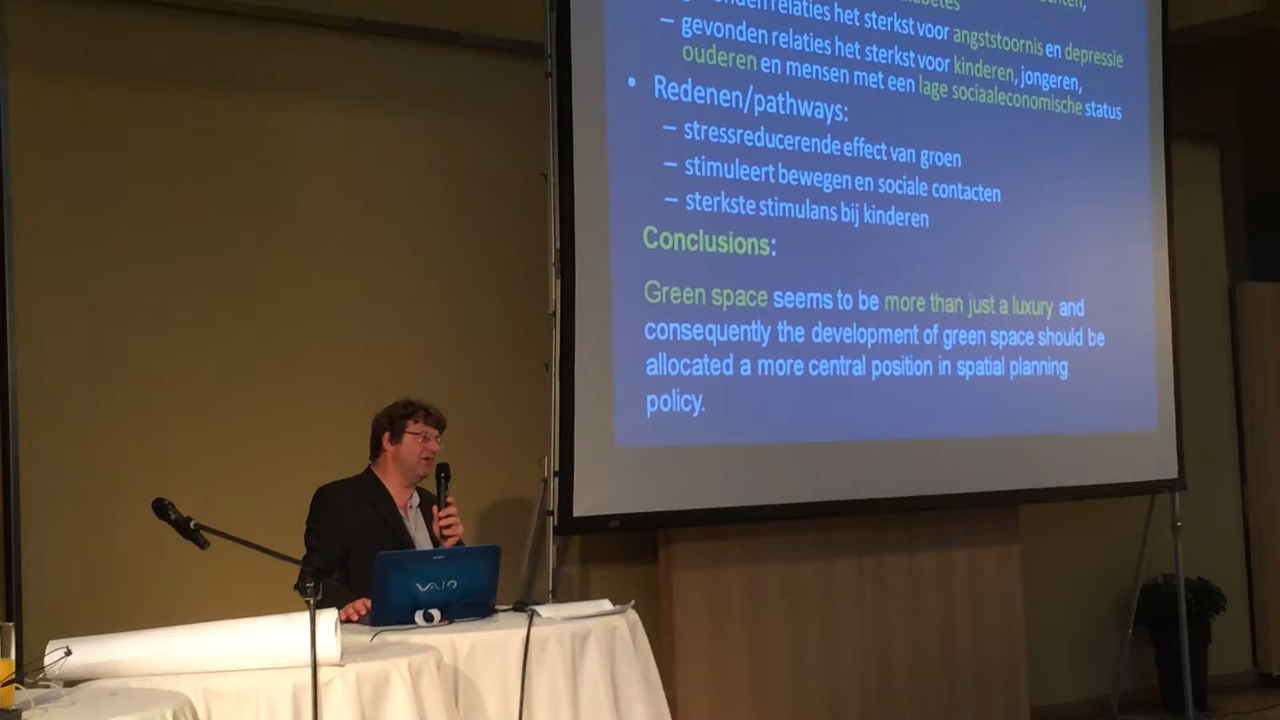 diabetes
relaties het sterkst voor angststoornis en depressie
– gevonden relaties het sterkst voor kinderen, jongeren,
ouderen en mensen met een lage sociaaleconomische status
• Redenen/pathways:
– stressreducerende effect van groen
– stimuleert bewegen en sociale contacten
– sterkste stimulans bij kinderen
Conclusions:
Green space seems to be more than just a luxury and
consequently the development of green space should be
allocated a more central position in spatial planning
policy.
VAIO